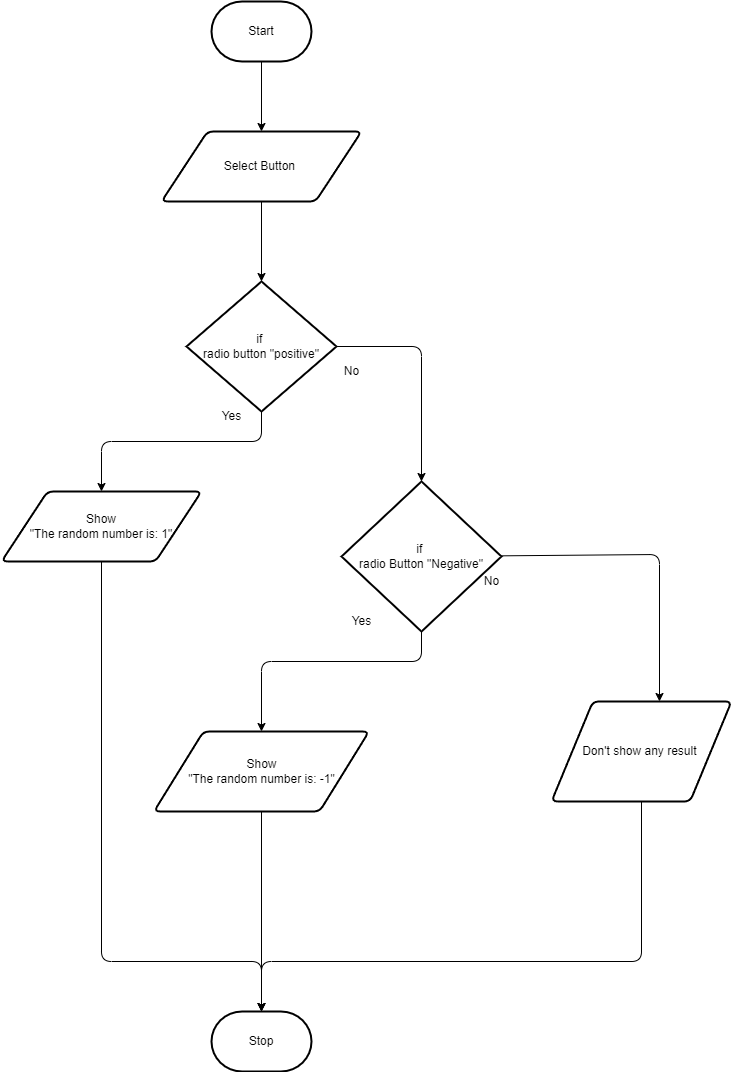 Start
Select Button
if
radio button "positive"
No
Yes
Show
"The random number is: 1"
if
radio Button "Negative"
No
Yes
Show
"The random number is: -1"
Don't show any result
Stop